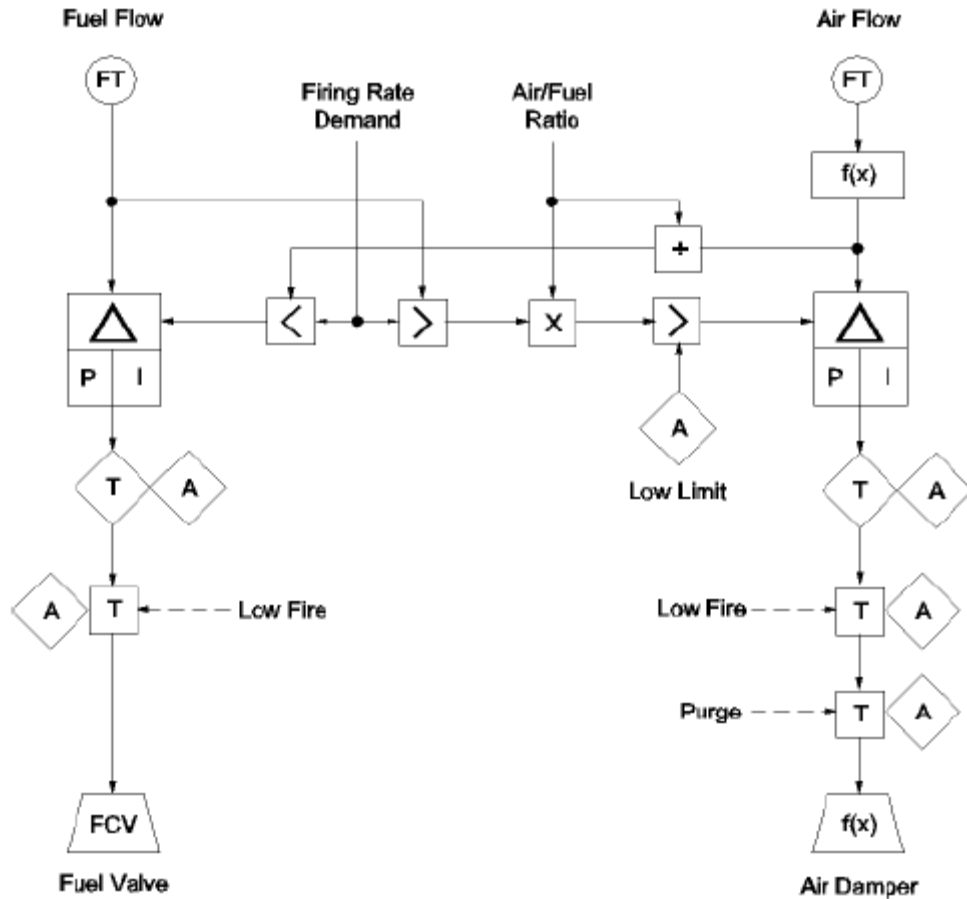 Fuel Flow
Air Flow
FT
FT
Firing Rate
Demand
Air/Fuel
Ratio
f(x)
+
<
>
x
>
P I
P I
A
Low Limit
T
A
T
A
A
T
Low Fire
Low Fire
T
A
Purge
T
A
FCV
f(x)
Fuel Valve
Air Damper